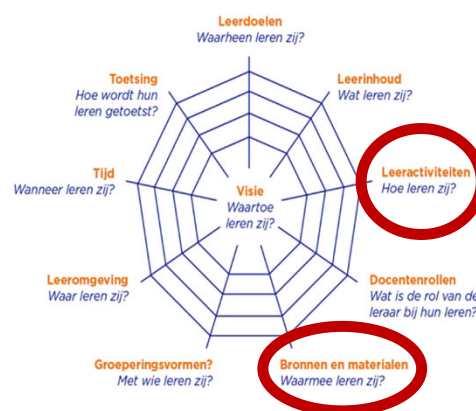 Leerdoelen
Waarheen leren zij?
Leerinhoud
Wat leren zij?
Leeractiviteiten
Hoe leren zij?
Docentenrollen
Wat is de rol van de
leraar bij hun leren?
Bronnen en materialen
Waarmee leren zij?
Groeperingsvormen?
Met wie leren zij?
Leeromgeving
Waar leren zij?
Tijd
Wanneer leren zij?
Toetsing
Hoe wordt hun
leren getoetst?
Visie
Waartoe
leren zij?